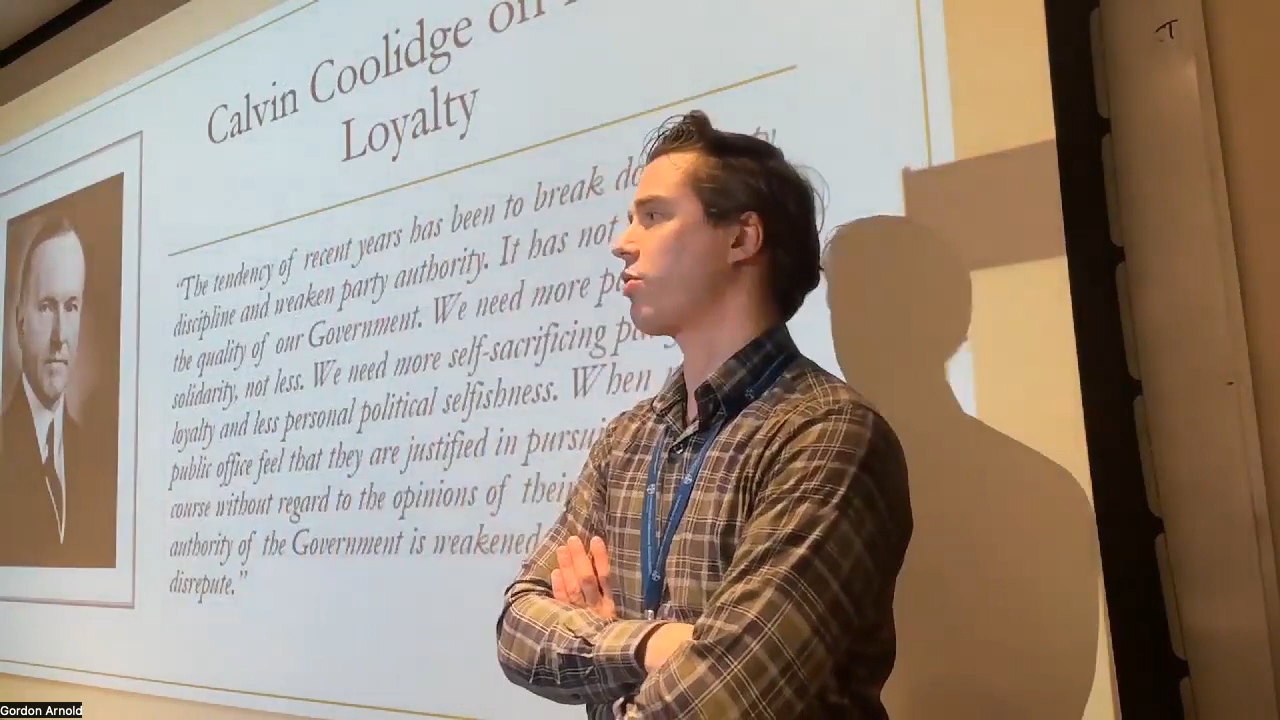 Calvin Coolidge on
Loyalty
"The tendency of recent years has been to break do
discipline and weaken party authority. It has not
the quality of our Government. We need more
solidarity, not less. We need more self-sacrificing
loyalty and less personal political selfishness. When
public office feel that they are justified in
course without regard to the opinions of their
authority of the Government is weakened
disrepute."
Gordon Arnold